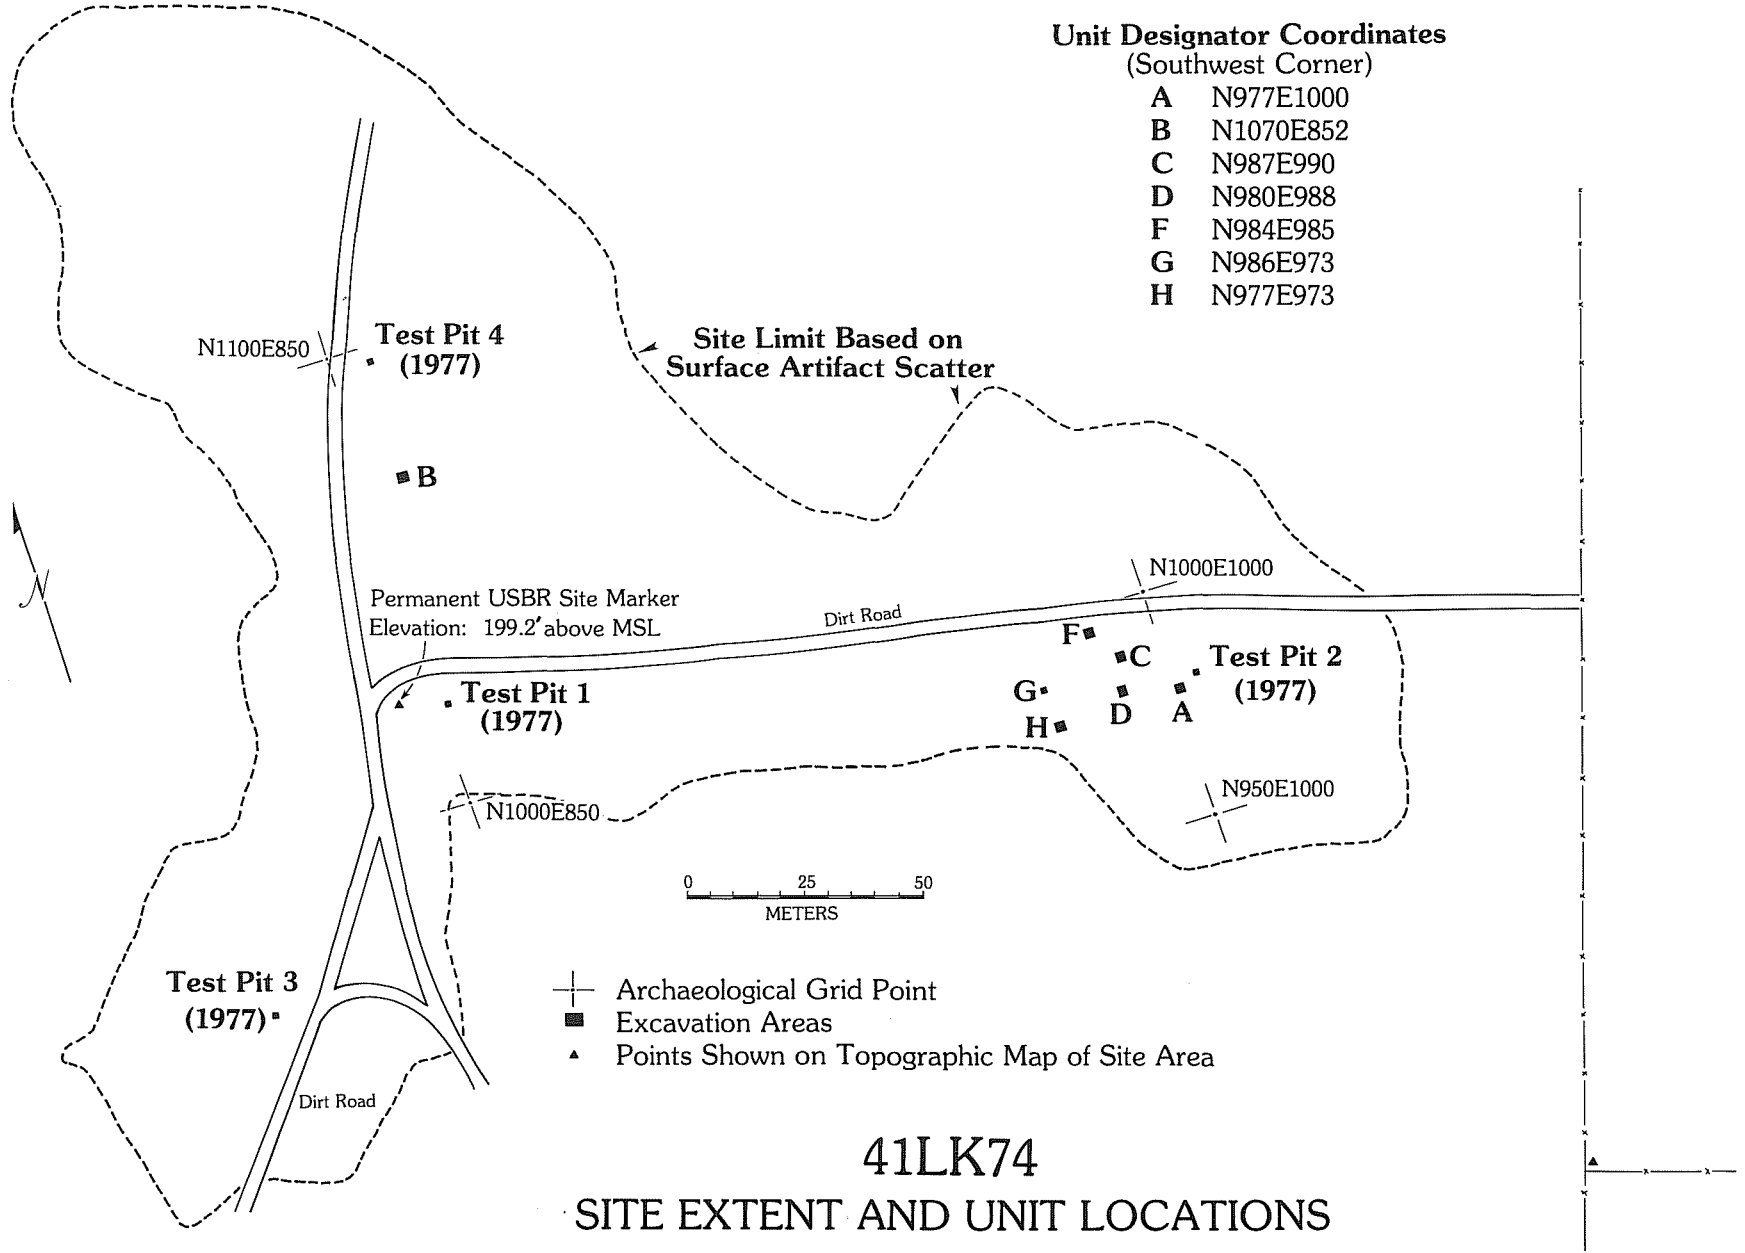 Unit Designator Coordinates
(Southwest Corner)
A N977E1000
B N1070E852
C N987E990
D N980E988
F N984E985
G N986E973
H N977E973
N1100E850
Test Pit 4
(1977)
Site Limit Based on
Surface Artifact Scatter
B
N
Permanent USBR Site Marker
Elevation: 199.2' above MSL
Dirt Road
N1000E1000
F
C
Test Pit 2
(1977)
G
D
A
H
Test Pit 1
(1977)
N1000E850
N950E1000
0 25 50
METERS
Test Pit 3
(1977)
Archaeological Grid Point
Excavation Areas
Points Shown on Topographic Map of Site Area
Dirt Road
41LK74
SITE EXTENT AND UNIT LOCATIONS